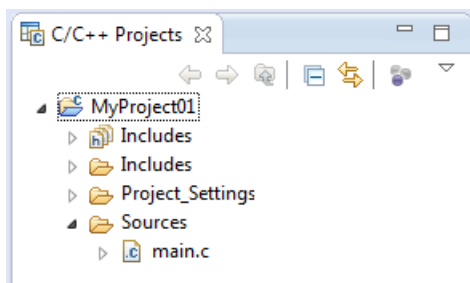 C/C++ Projects
MyProject01
Includes
Includes
Project_Settings
Sources
main.c